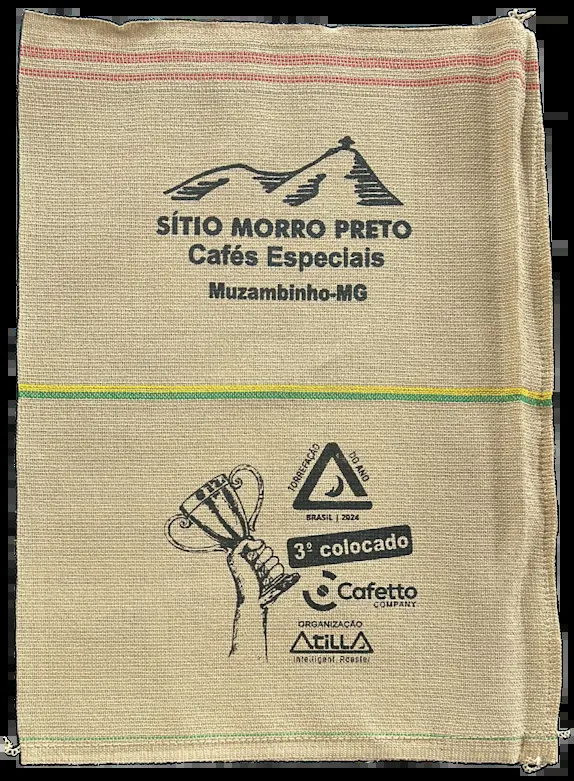 SÍTIO MORRO PRETO
Cafés Especiais
Muzambinho-MG
TORREFAÇÃO DO ANO
BRASIL | 2024
3º colocado
Cafetto
COMPANY
ORGANIZAÇÃO
ATILLA
Intelligent Roaster